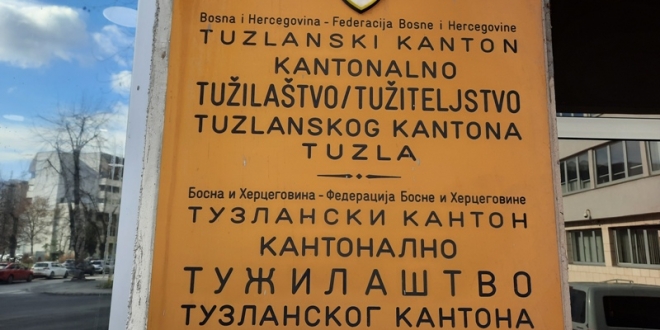 Bosna i Hercegovina - Federacija Bosne i Hercegovine
TUZLANSKI KANTON
KANTONALNO
TUŽILAŠTVO/TUŽITELJSTVO
TUZLANSKOG KANTONA
TUZLA
Босна и Херцеговина - Федерација Босне и Херцеговине
ТУЗЛАНСКИ КАНТОН
КАНТОНАЛНО
ТУЖИЛАШТВО
ТУЗЛАНСКОГ КАНТОНА